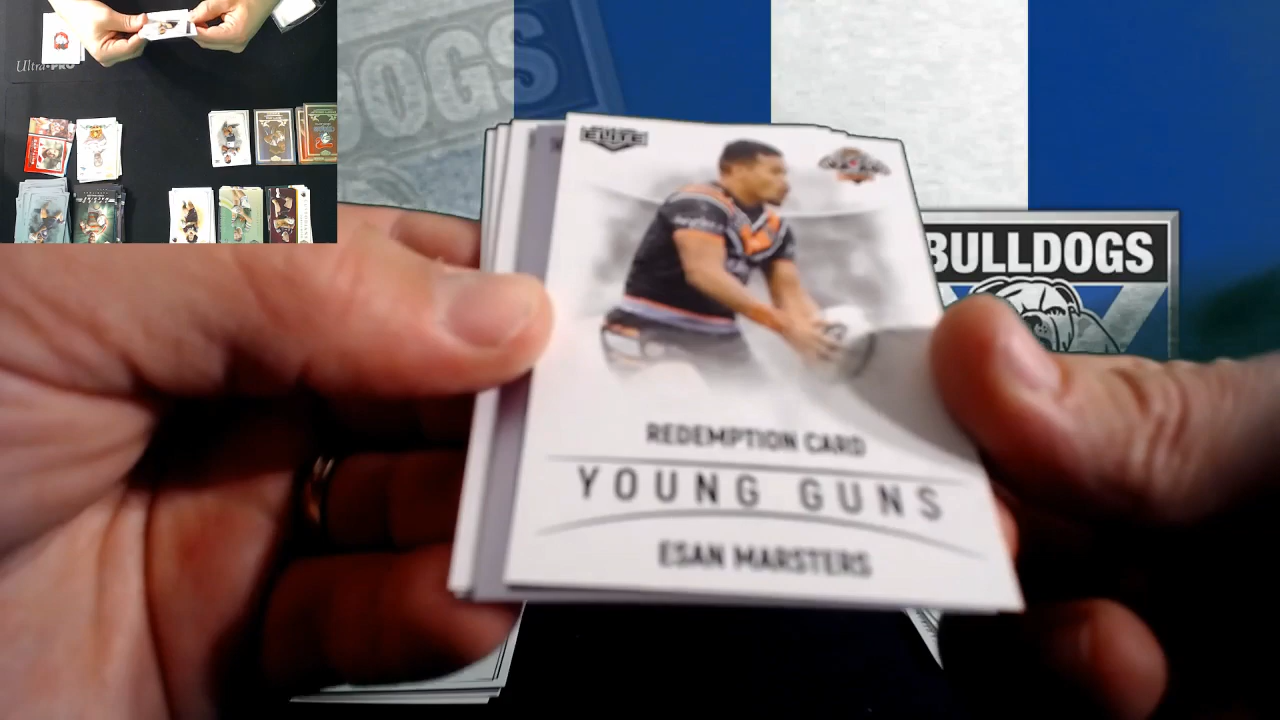 Ultra PRO
DOGS
ELITE
BULLDOGS
REDEMPTION CARD
YOUNG GUNS
ESAN MARSTERS